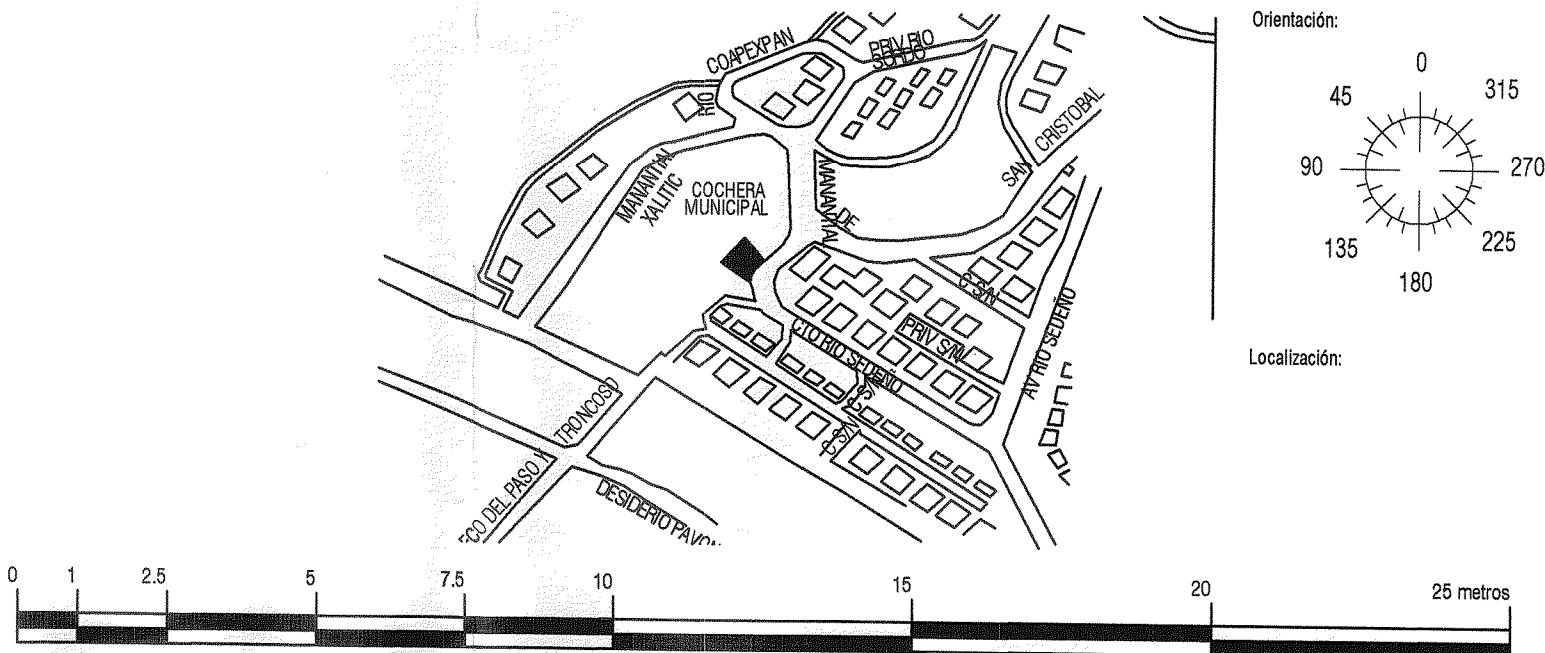 Orientación:
0
45
315
90
270
135
225
180
Localización:
COAPEXPAN
RIO
PRIV RIO
SORDO
SAN CRISTOBAL
MANANTIAL
XALITIC
COCHERA
MUNICIPAL
MANANTIAL
DE
C S/N
PRIV S/N
AV RIO SEDEÑO
CTO RIO SEDEÑO
C S/N
C S/N
TRONCOSO
FCO DEL PASO Y
DESIDERIO PAVON
0 1 2.5 5 7.5 10 15 20 25 metros